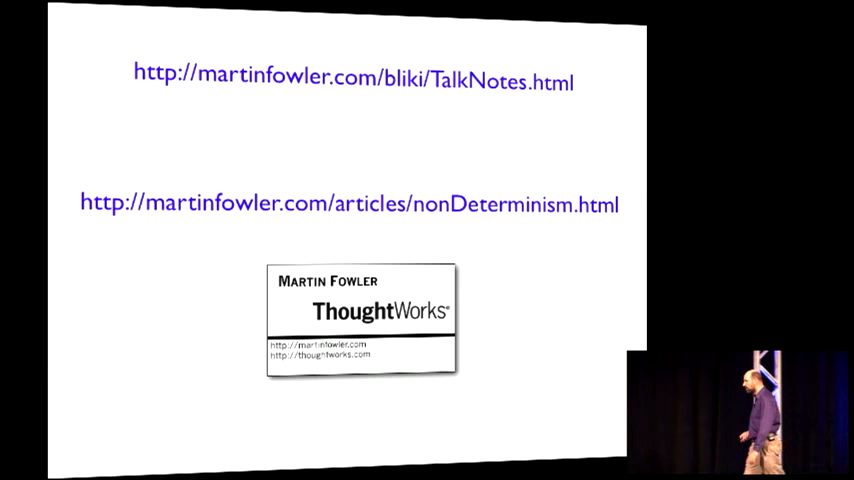 http://martinfowler.com/bliki/TalkNotes.html
http://martinfowler.com/articles/nonDeterminism.html
MARTIN FOWLER
ThoughtWorks®
http://martinfowler.com
http://thoughtworks.com